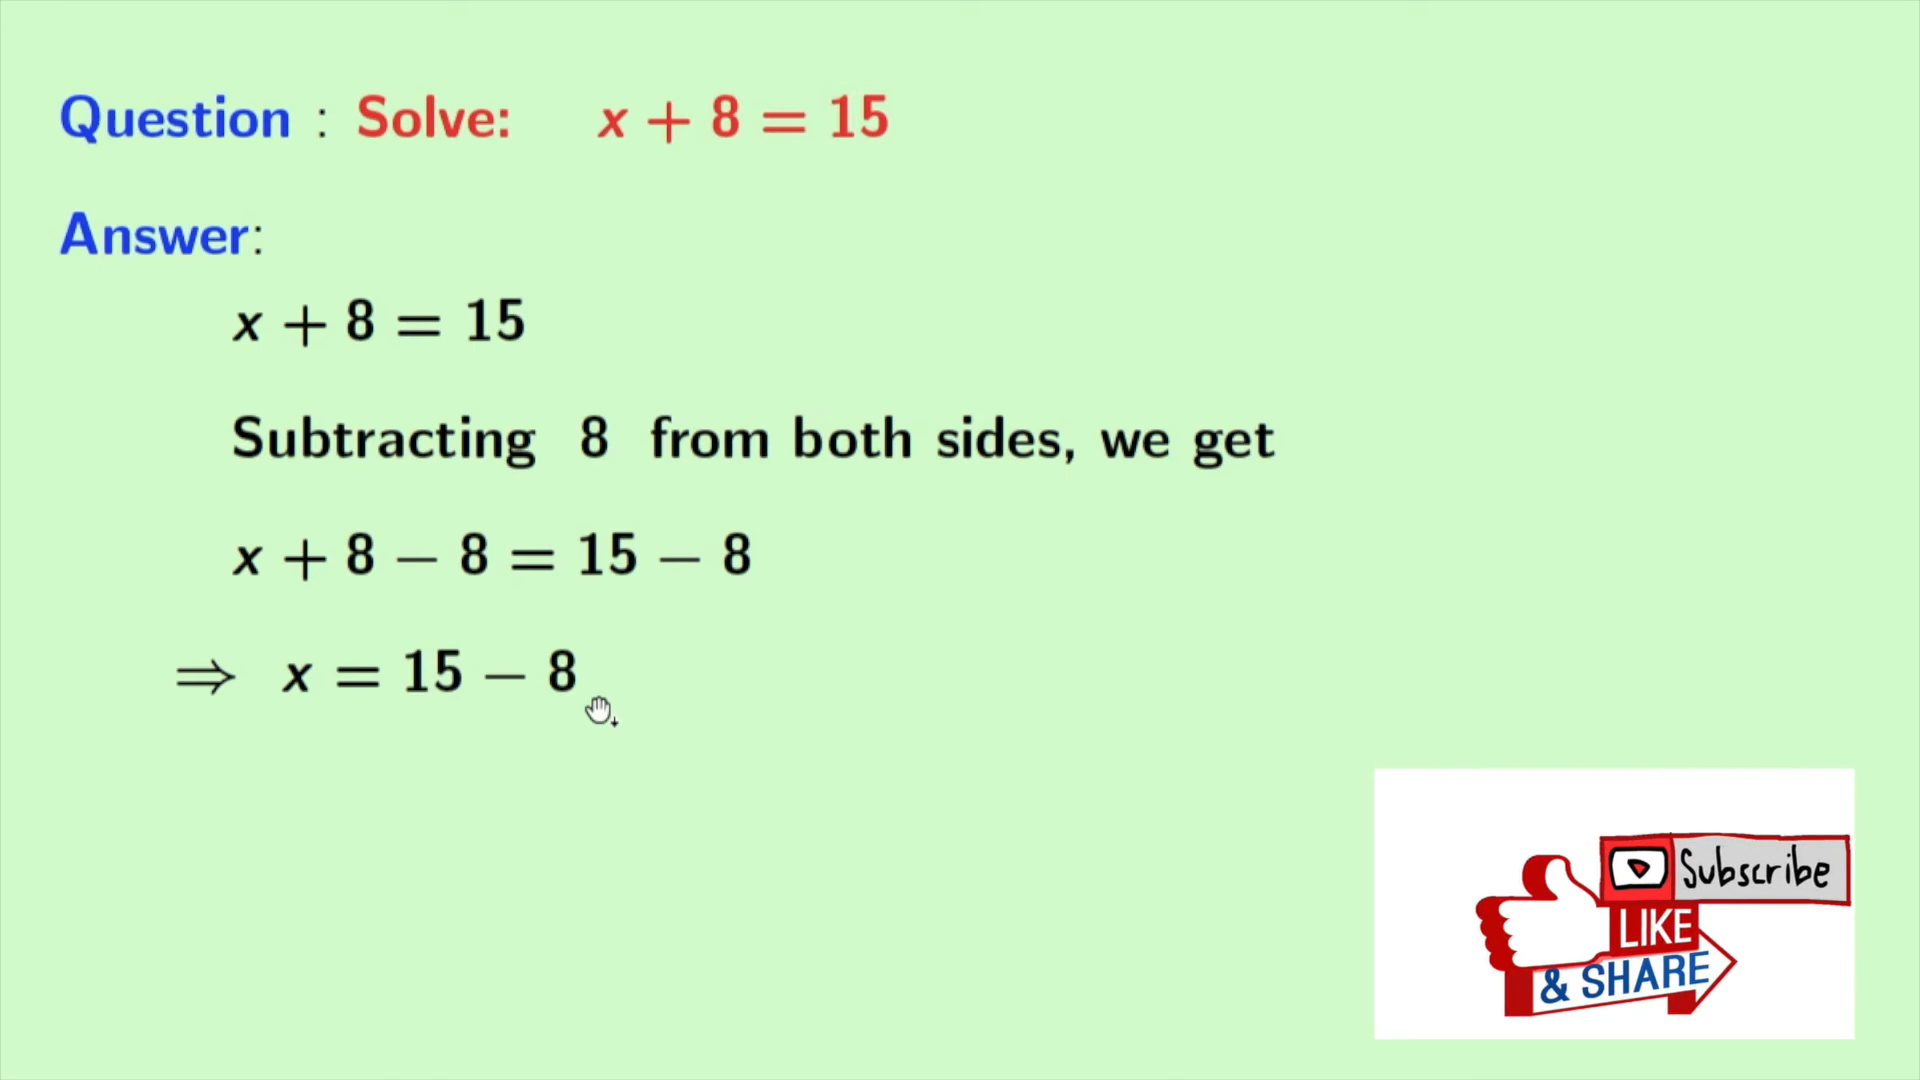 Question : Solve: x + 8 = 15
Answer:
x + 8 = 15
Subtracting 8 from both sides, we get
x + 8 − 8 = 15 − 8
⇒ x = 15 − 8
Subscribe
LIKE
& SHARE